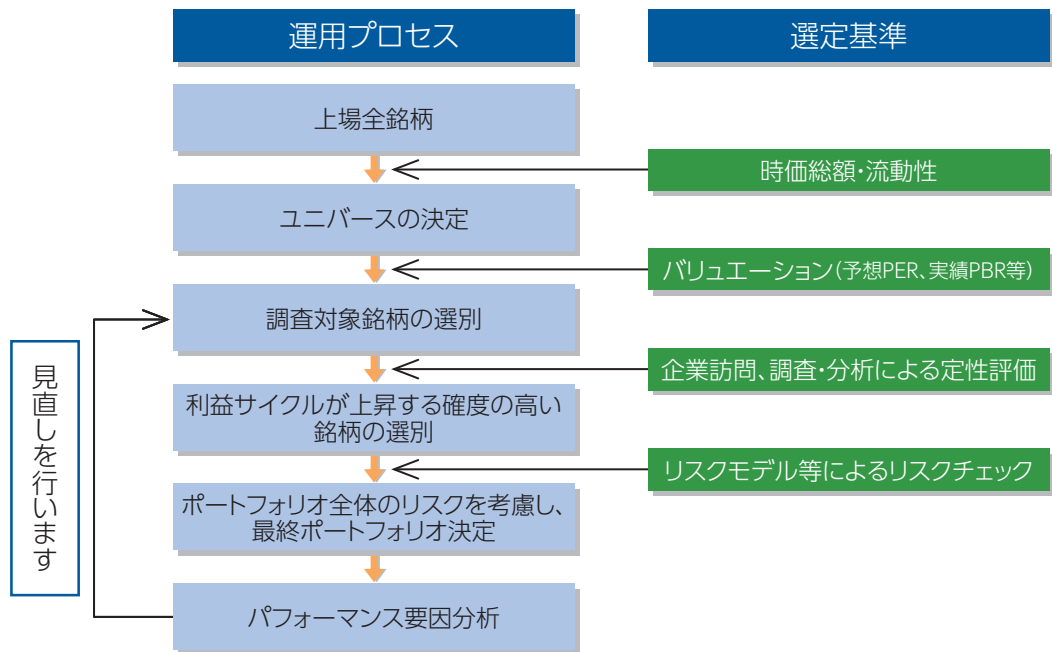 運用プロセス
選定基準
上場全銘柄
時価総額・流動性
ユニバースの決定
バリュエーション(予想PER、実績PBR等)
調査対象銘柄の選別
企業訪問、調査・分析による定性評価
利益サイクルが上昇する確度の高い
銘柄の選別
リスクモデル等によるリスクチェック
ポートフォリオ全体のリスクを考慮し、
最終ポートフォリオ決定
パフォーマンス要因分析
見直しを行います